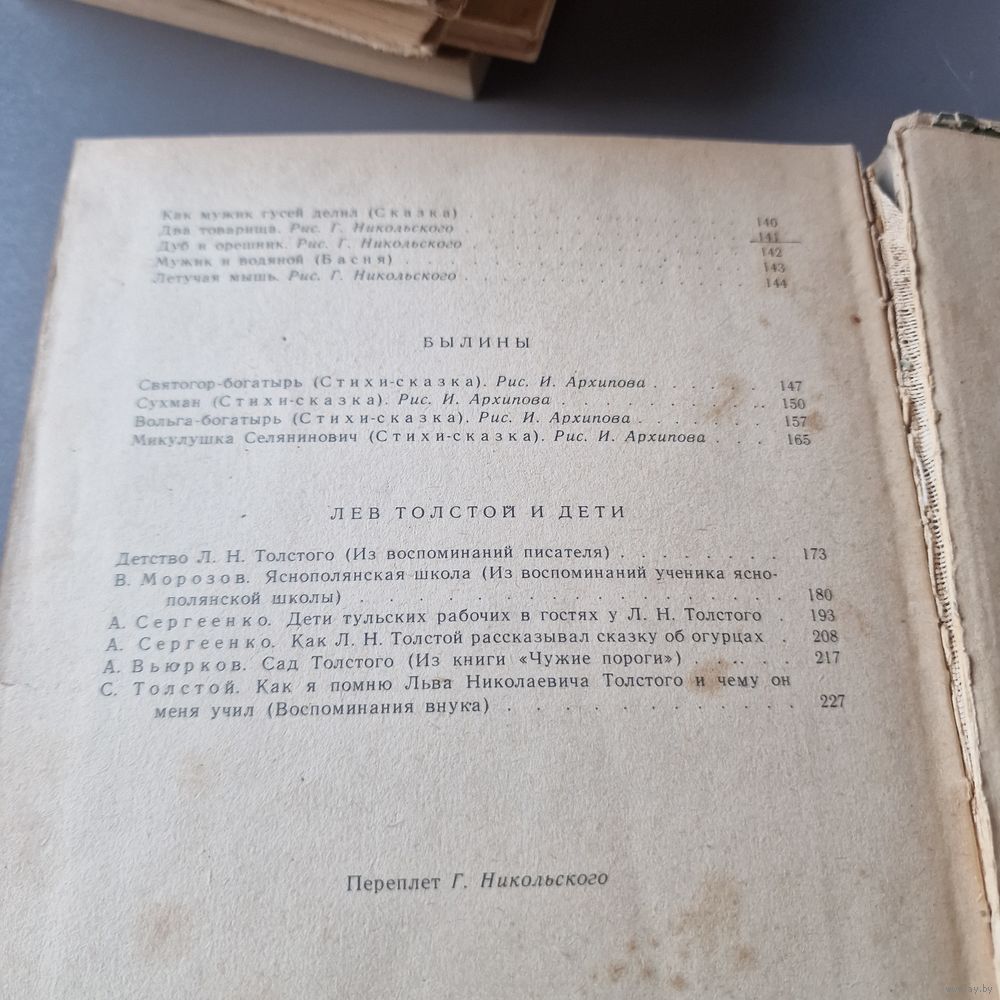 Как мужик гусей делил (Сказка) . . . . . . . . . . 140
Два товарища. Рис. Г. Никольского . . . . . . . . . . 141
Дуб и орешник. Рис. Г. Никольского . . . . . . . . . . 142
Мужик и водяной (Басня) . . . . . . . . . . 143
Летучая мышь. Рис. Г. Никольского . . . . . . . . . . 144
БЫЛИНЫ
Святогор-богатырь (Стихи-сказка). Рис. И. Архипова . . . . . . 147
Сухман (Стихи-сказка). Рис. И. Архипова . . . . . . . . . . 150
Вольга-богатырь (Стихи-сказка). Рис. И. Архипова . . . . . . . 157
Микулушка Селянинович (Стихи-сказка). Рис. И. Архипова . . . 165
ЛЕВ ТОЛСТОЙ И ДЕТИ
Детство Л. Н. Толстого (Из воспоминаний писателя) . . . . . . . 173
В. Морозов. Яснополянская школа (Из воспоминаний ученика ясно-
полянской школы) . . . . . . . . . . . . . . . 180
А. Сергеенко. Дети тульских рабочих в гостях у Л. Н. Толстого . 193
А. Сергеенко. Как Л. Н. Толстой рассказывал сказку об огурцах . 208
А. Вьюрков. Сад Толстого (Из книги «Чужие пороги») . . . . . 217
С. Толстой. Как я помню Льва Николаевича Толстого и чему он
меня учил (Воспоминания внука) . . . . . . . . . . . 227
Переплет Г. Никольского